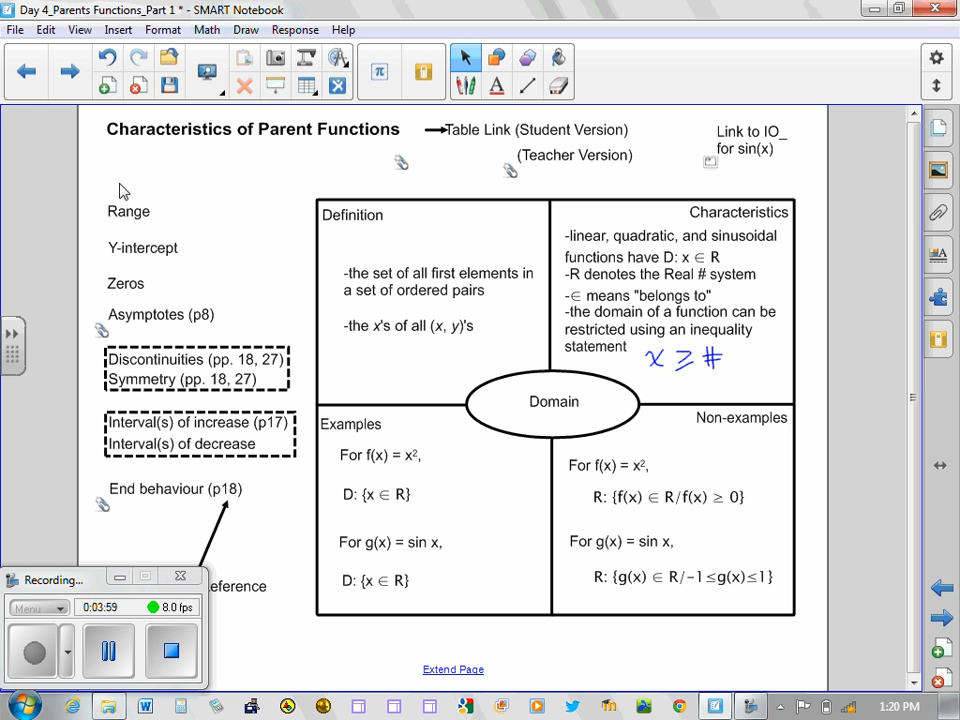 Day 4_Parents Functions_Part 1 * - SMART Notebook
File Edit View Insert Format Math Draw Response Help
Characteristics of Parent Functions
Table Link (Student Version)
(Teacher Version)
Link to IO_
for sin(x)
Range
Y-intercept
Zeros
Asymptotes (p8)
Discontinuities (pp. 18, 27)
Symmetry (pp. 18, 27)
Interval(s) of increase (p17)
Interval(s) of decrease
End behaviour (p18)
eference
Definition
-the set of all first elements in
a set of ordered pairs
-the x's of all (x, y)'s
Characteristics
-linear, quadratic, and sinusoidal
functions have D: x ∈ R
-R denotes the Real # system
-∈ means "belongs to"
-the domain of a function can be
restricted using an inequality
statement
x ≥ #
Domain
Examples
For f(x) = x², 
D: {x ∈ R}
For g(x) = sin x,
D: {x ∈ R}
Non-examples
For f(x) = x²,
R: {f(x) ∈ R/f(x) ≥ 0}
For g(x) = sin x,
R: {g(x) ∈ R/-1≤g(x)≤1}
Extend Page
Recording...
Menu
00:03:59
8.0 fps
1:20 PM